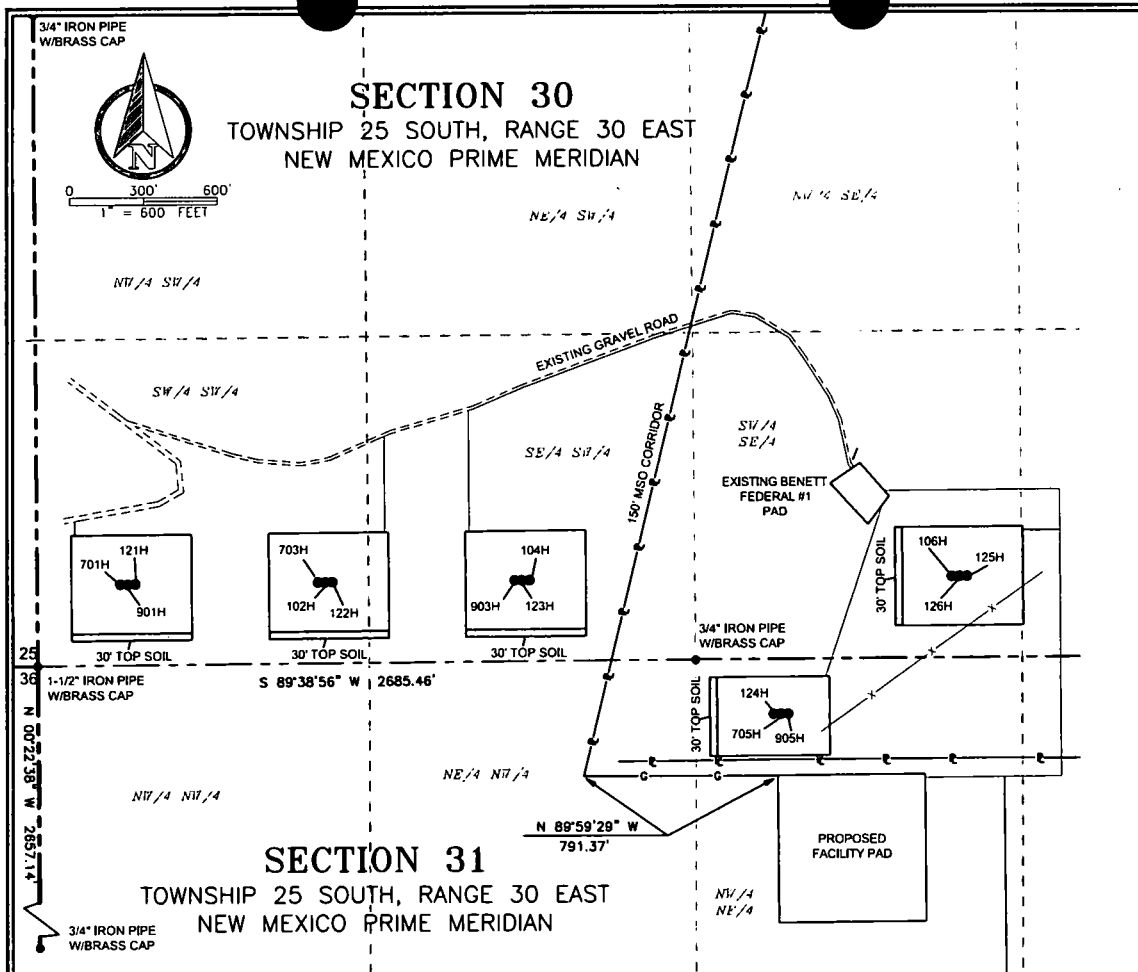 3/4" IRON PIPE
W/BRASS CAP
N
0 300' 600'
1" = 600 FEET
SECTION 30
TOWNSHIP 25 SOUTH, RANGE 30 EAST
NEW MEXICO PRIME MERIDIAN
NW/4 SE/4
NE/4 SW/4
NW/4 SW/4
EXISTING GRAVEL ROAD
SW/4 SW/4
150' MSO CORRIDOR
SE/4 SW/4
SW/4
SE/4
EXISTING BENETT
FEDERAL #1
PAD
701H
121H
901H
30' TOP SOIL
703H
102H
122H
30' TOP SOIL
104H
903H
123H
30' TOP SOIL
106H
125H
126H
30' TOP SOIL
3/4" IRON PIPE
W/BRASS CAP
25
36
1-1/2" IRON PIPE
W/BRASS CAP
S 89°38'56" W 2685.46'
N 00°22'38" W 2657.14'
30' TOP SOIL
124H
705H
905H
G G
NE/4 NW/4
NW/4 NW/4
N 89°59'29" W
791.37'
PROPOSED
FACILITY PAD
SECTION 31
TOWNSHIP 25 SOUTH, RANGE 30 EAST
NEW MEXICO PRIME MERIDIAN
NW/4
NE/4
3/4" IRON PIPE
W/BRASS CAP